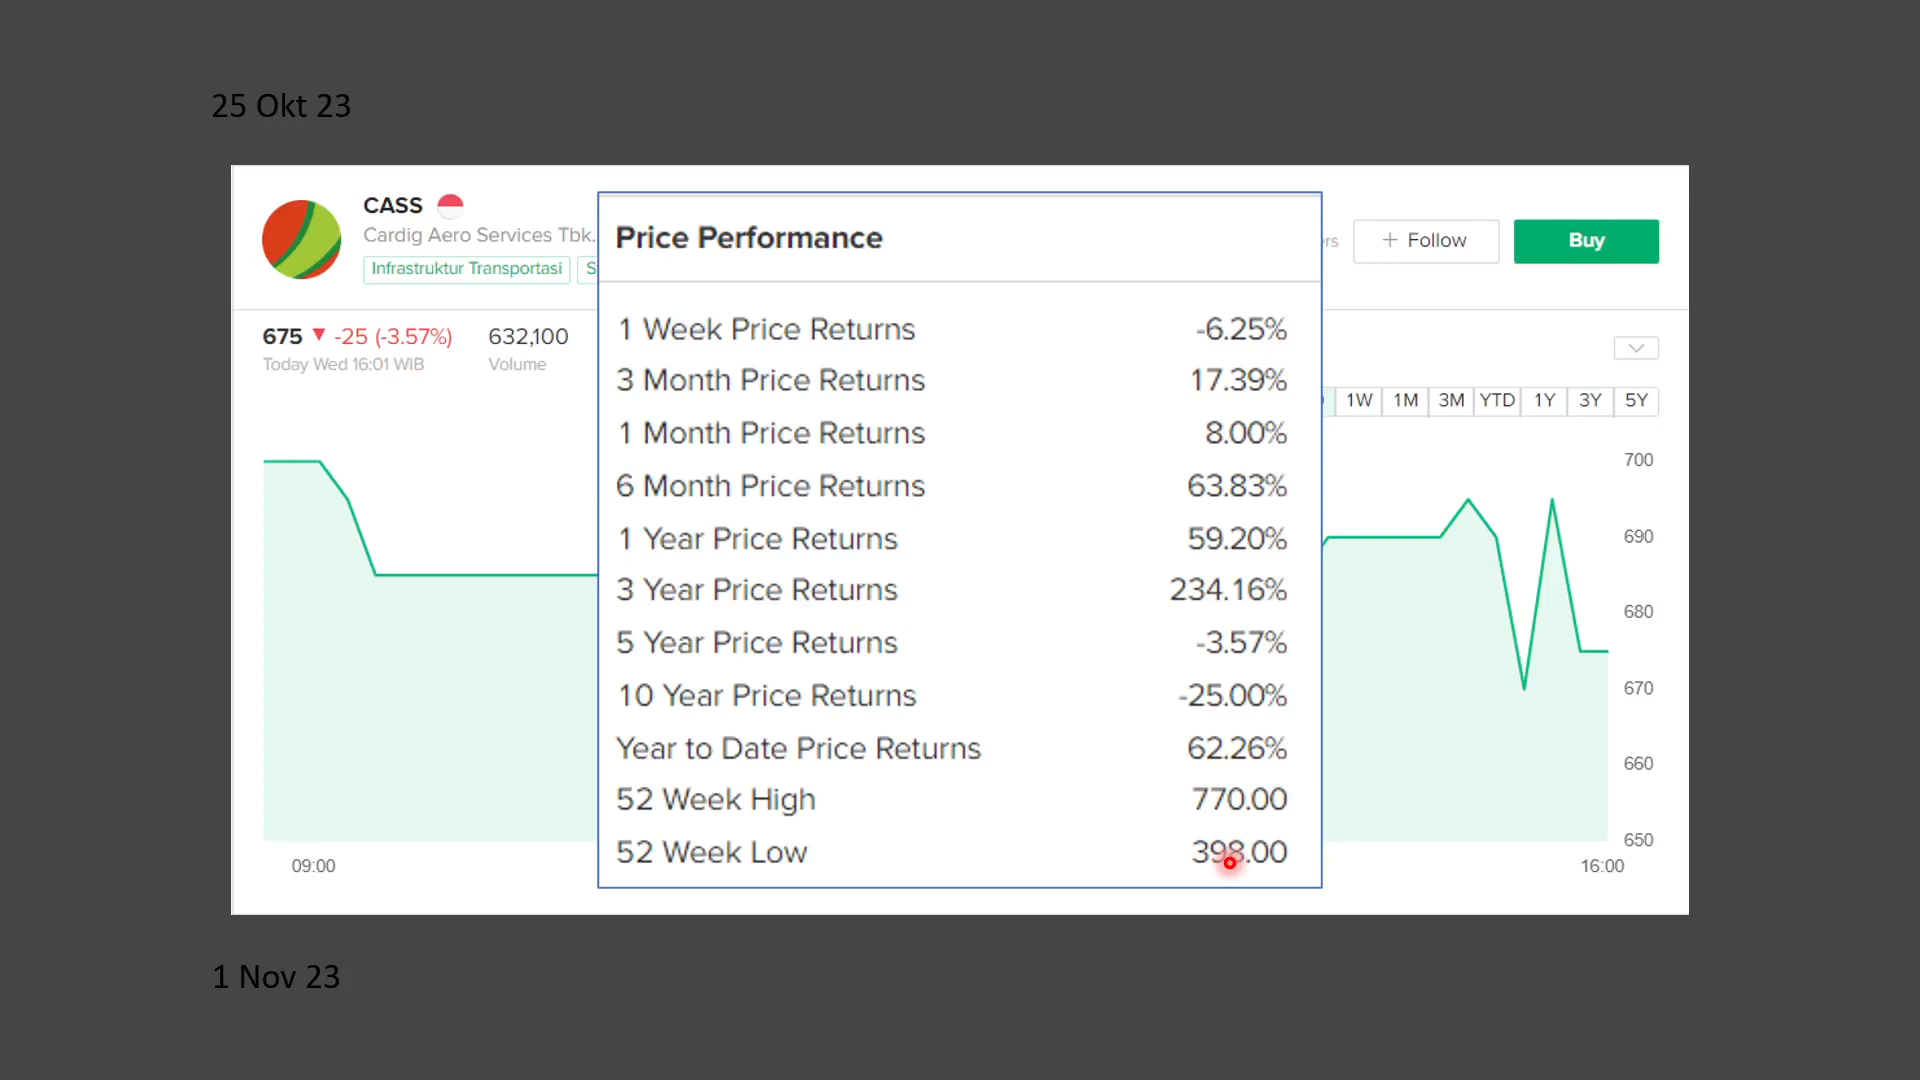 25 Okt 23
CASS
Cardig Aero Services Tbk.
Infrastruktur Transportasi
Follow
Buy
675 ▼ -25 (-3.57%)
632,100
Today Wed 16:01 WIB
Volume
Price Performance
1 Week Price Returns -6.25%
3 Month Price Returns 17.39%
1 Month Price Returns 8.00%
6 Month Price Returns 63.83%
1 Year Price Returns 59.20%
3 Year Price Returns 234.16%
5 Year Price Returns -3.57%
10 Year Price Returns -25.00%
Year to Date Price Returns 62.26%
52 Week High 770.00
52 Week Low 398.00
1W 1M 3M YTD 1Y 3Y 5Y
700
690
680
670
660
650
09:00
16:00
1 Nov 23